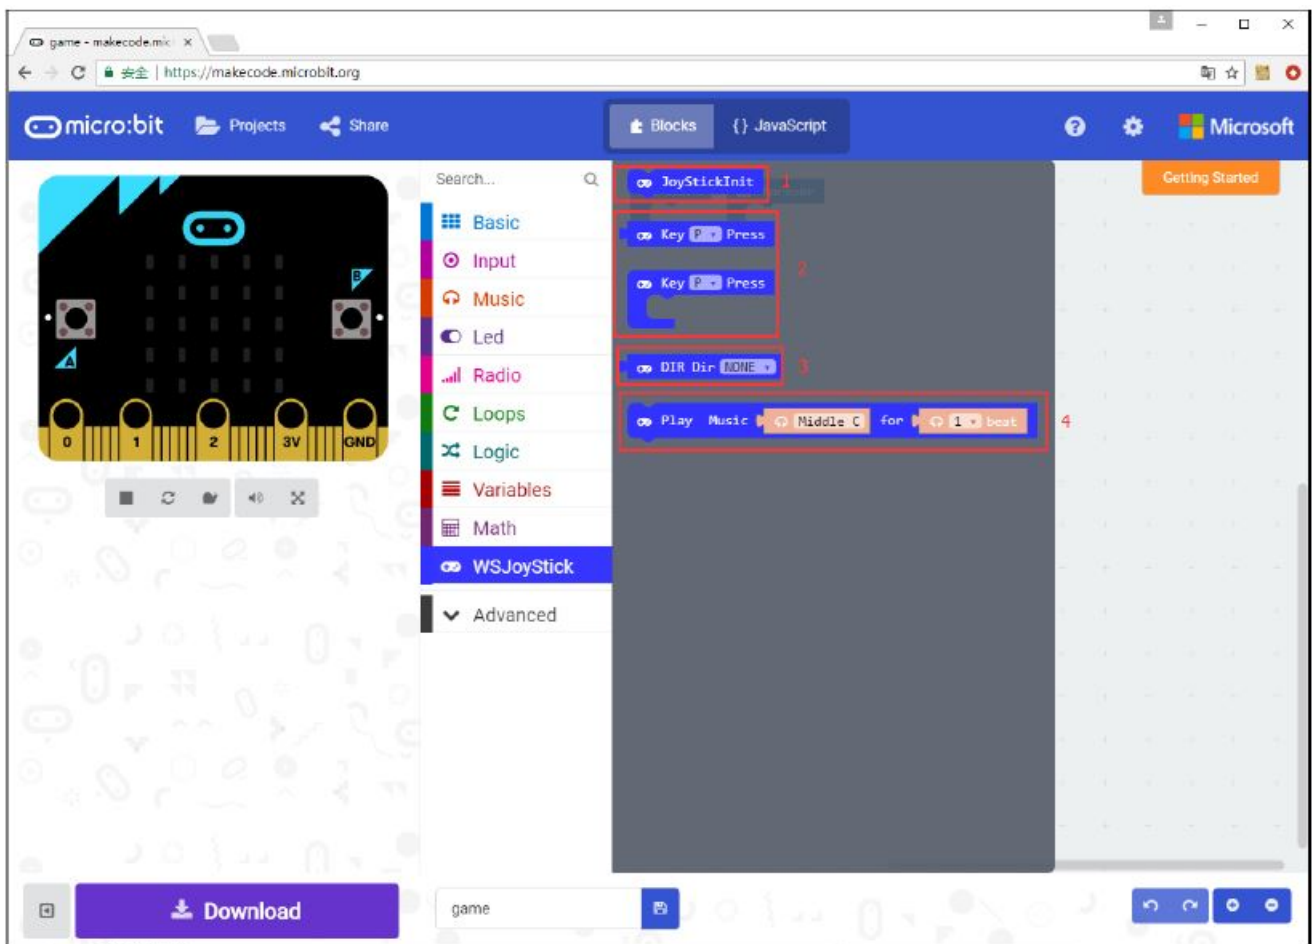 game - makecode.mic
安全 | https://makecode.microbit.org
micro:bit Projects Share Blocks {} JavaScript Microsoft
Search...
Getting Started
JoyStickInit 1
Basic
Key P Press
Input
2
Key P Press
Music
B
Led
A
DIR Dir NONE 3
Radio
Loops
Play Music Middle C for 1 beat 4
0 1 2 3V GND
Logic
Variables
Math
WSJoyStick
Advanced
Download
game